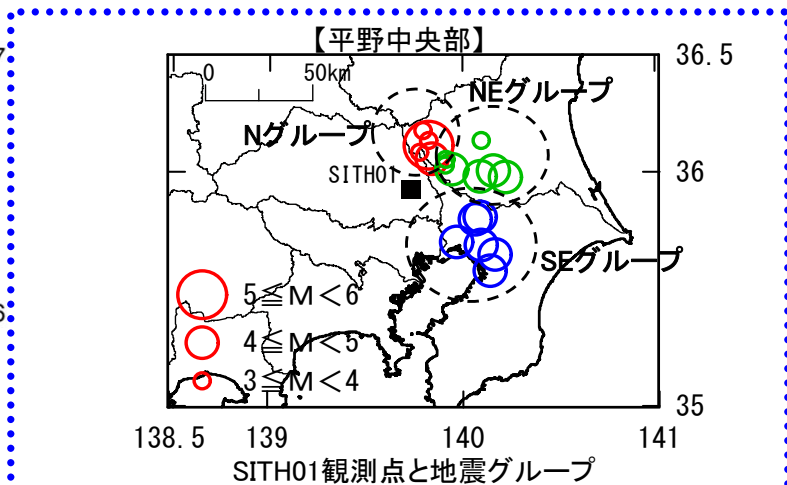 【平野中央部】
7
36.5
0 50km
NEグループ
Nグループ
SITH01
36
SEグループ
5≦M<6
6
4≦M<5
3≦M<4
35
138.5 139 140 141
SITH01観測点と地震グループ